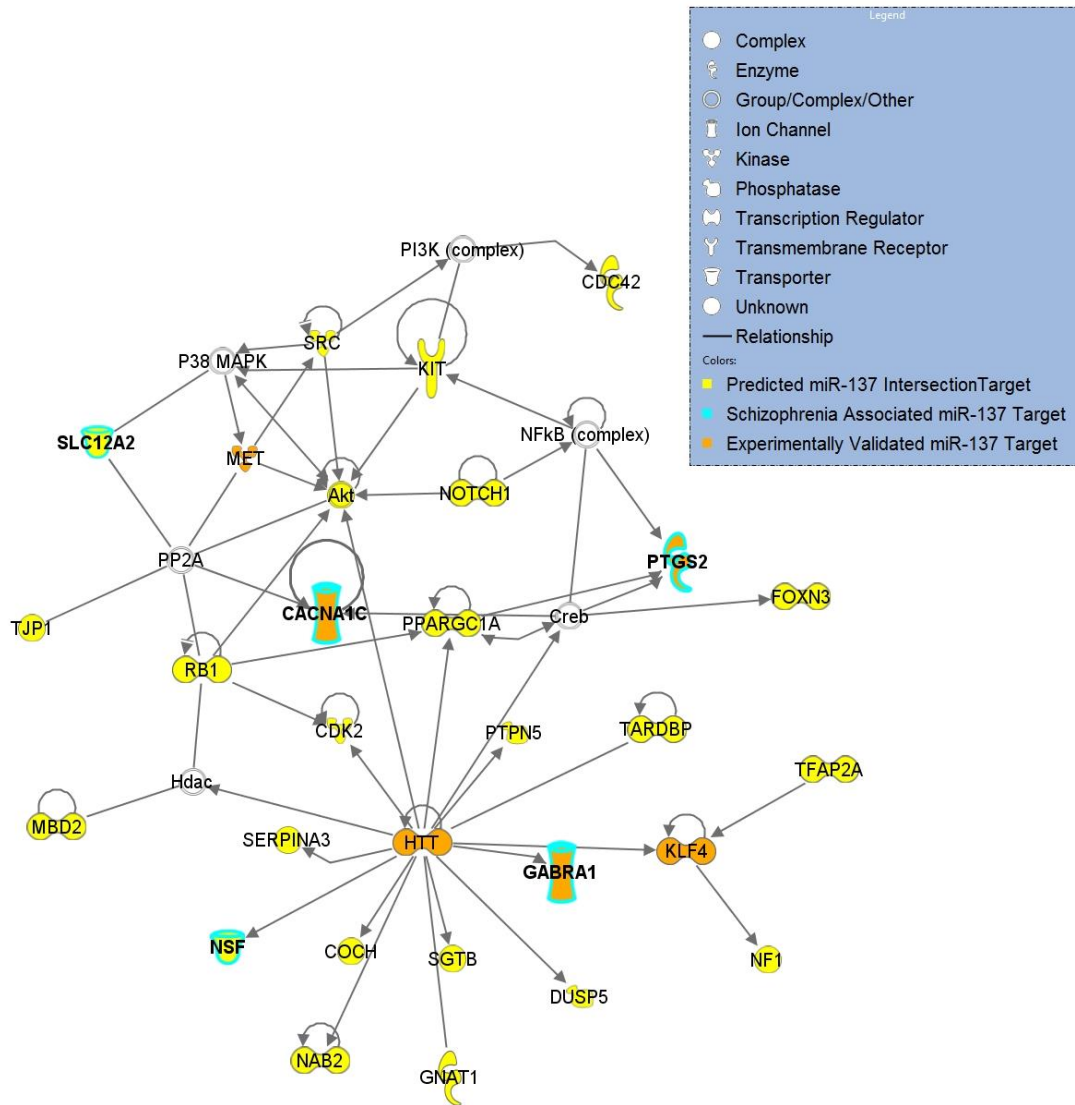 Legend
Complex
Enzyme
Group/Complex/Other
Ion Channel
Kinase
Phosphatase
Transcription Regulator
Transmembrane Receptor
Transporter
Unknown
Relationship
Colors:
Predicted miR-137 IntersectionTarget
Schizophrenia Associated miR-137 Target
Experimentally Validated miR-137 Target
PI3K (complex)
CDC42
SRC
P38 MAPK
KIT
SLC12A2
NFkB (complex)
MET
Akt
NOTCH1
PP2A
PTGS2
CACNA1C
FOXN3
TJP1
PPARGC1A
Creb
RB1
CDK2
PTPN5
TARDBP
TFAP2A
Hdac
MBD2
SERPINA3
HTT
KLF4
GABRA1
NSF
COCH
SGTB
NF1
DUSP5
NAB2
GNAT1